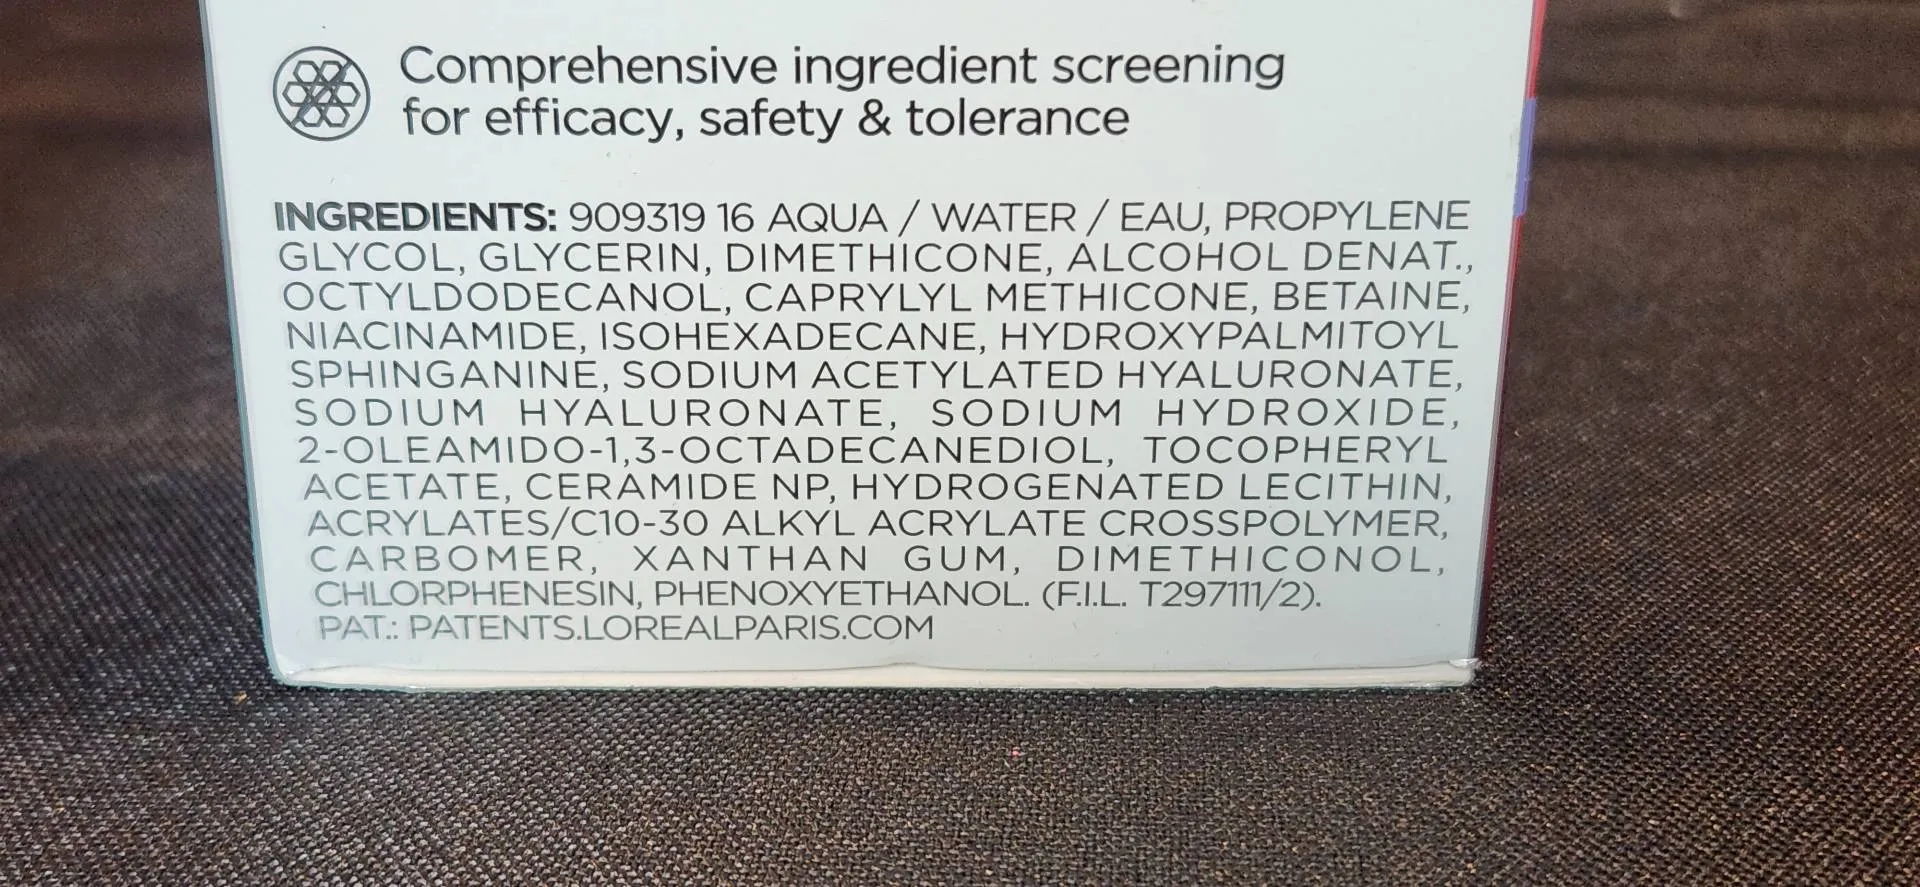 Comprehensive ingredient screening
for efficacy, safety & tolerance
INGREDIENTS: 909319 16 AQUA / WATER / EAU, PROPYLENE
GLYCOL, GLYCERIN, DIMETHICONE, ALCOHOL DENAT.,
OCTYLDODECANOL, CAPRYLYL METHICONE, BETAINE,
NIACINAMIDE, ISOHEXADECANE, HYDROXYPALMITOYL
SPHINGANINE, SODIUM ACETYLATED HYALURONATE,
SODIUM HYALURONATE, SODIUM HYDROXIDE,
2-OLEAMIDO-1,3-OCTADECANEDIOL, TOCOPHERYL
ACETATE, CERAMIDE NP, HYDROGENATED LECITHIN,
ACRYLATES/C10-30 ALKYL ACRYLATE CROSSPOLYMER,
CARBOMER, XANTHAN GUM, DIMETHICONOL,
CHLORPHENESIN, PHENOXYETHANOL. (F.I.L. T297111/2).
PAT.: PATENTS.LOREALPARIS.COM